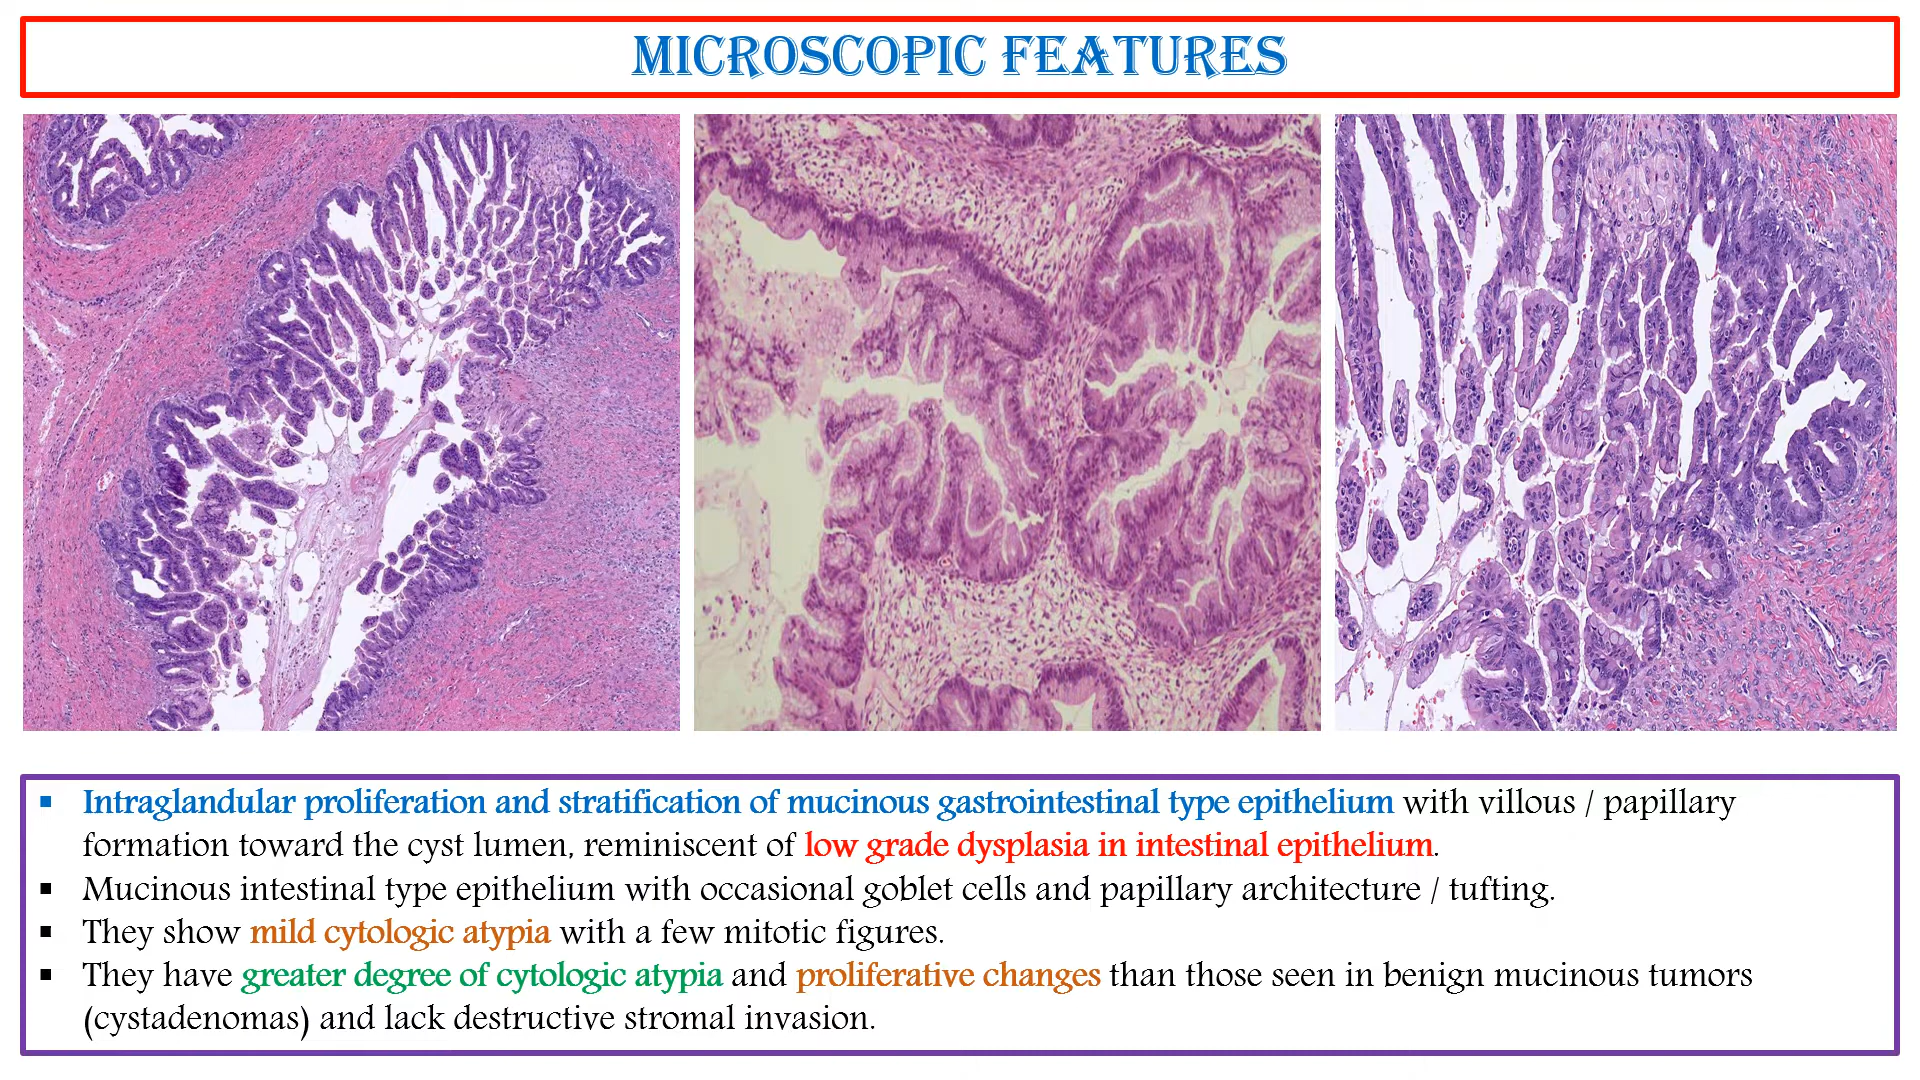 MICROSCOPIC FEATURES
▪ Intraglandular proliferation and stratification of mucinous gastrointestinal type epithelium with villous / papillary
formation toward the cyst lumen, reminiscent of low grade dysplasia in intestinal epithelium.
▪ Mucinous intestinal type epithelium with occasional goblet cells and papillary architecture / tufting.
▪ They show mild cytologic atypia with a few mitotic figures.
▪ They have greater degree of cytologic atypia and proliferative changes than those seen in benign mucinous tumors
(cystadenomas) and lack destructive stromal invasion.